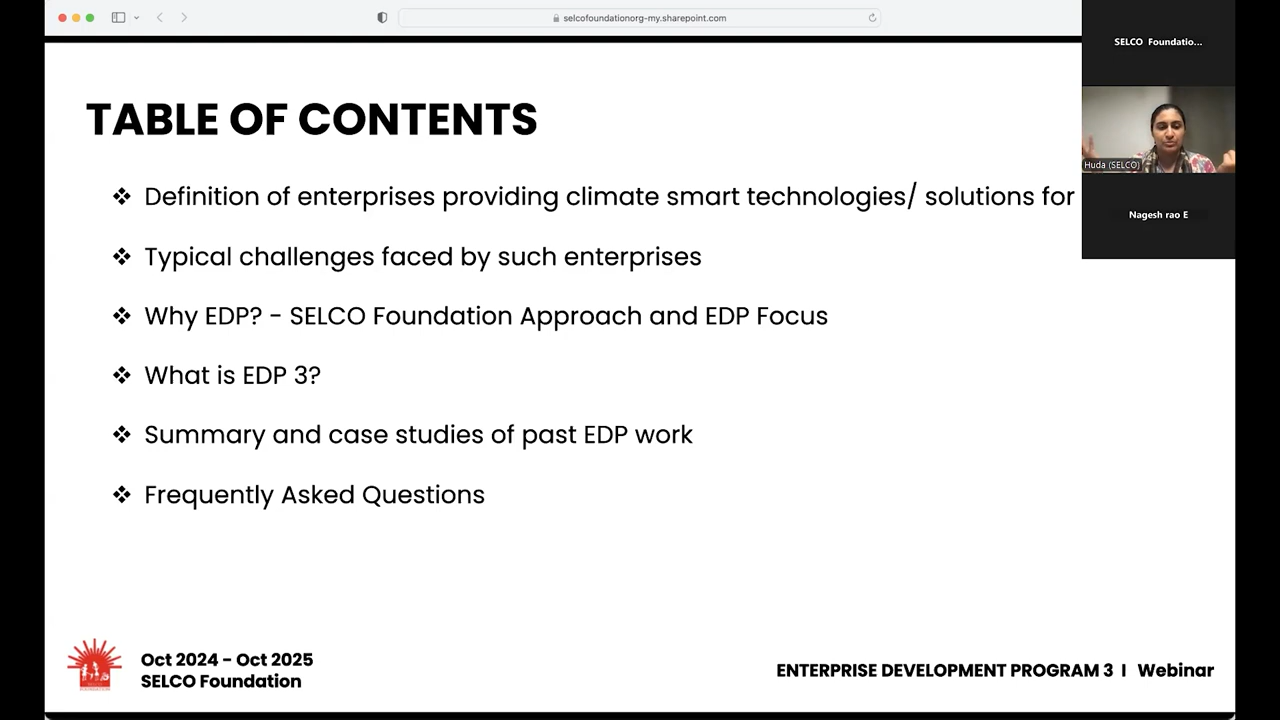 selcofoundationorg-my.sharepoint.com
SELCO Foundatio...
TABLE OF CONTENTS
Huda (SELCO)
❖ Definition of enterprises providing climate smart technologies/ solutions for
Nagesh rao E
❖ Typical challenges faced by such enterprises
❖ Why EDP? - SELCO Foundation Approach and EDP Focus
❖ What is EDP 3?
❖ Summary and case studies of past EDP work
❖ Frequently Asked Questions
Oct 2024 - Oct 2025
SELCO Foundation
ENTERPRISE DEVELOPMENT PROGRAM 3 I Webinar